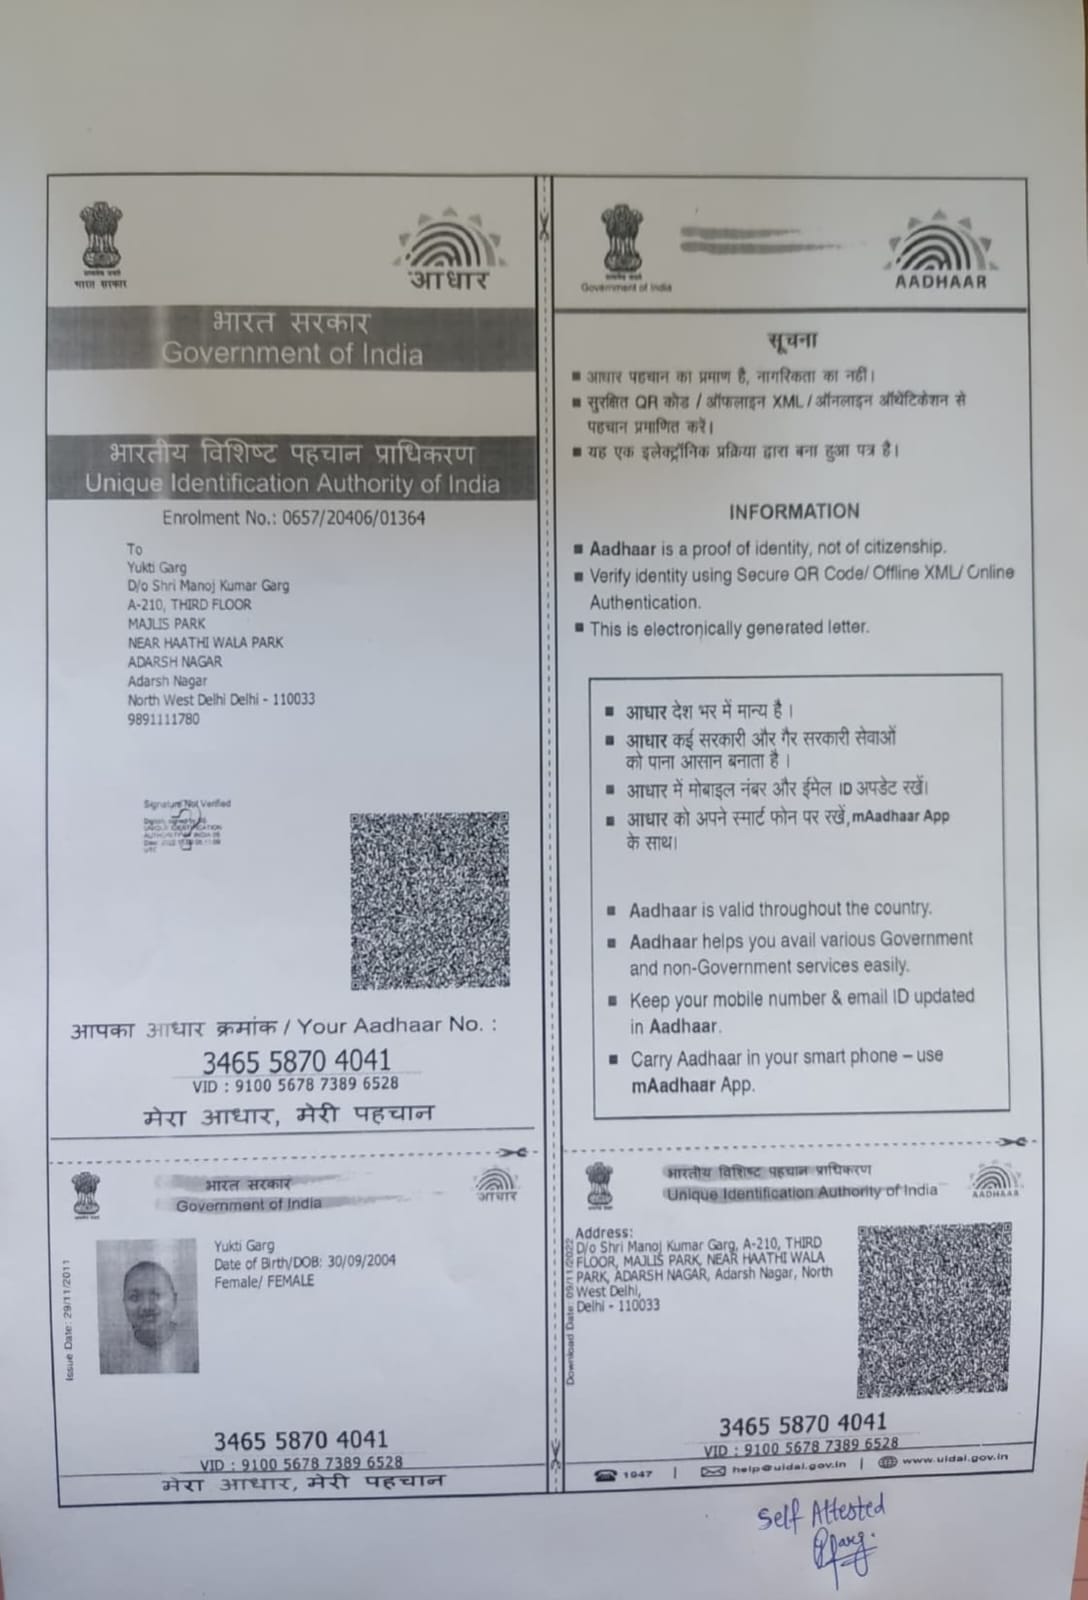 भारत सरकार
आधार
भारत सरकार
Government of India
भारतीय विशिष्ट पहचान प्राधिकरण
Unique Identification Authority of India
Enrolment No.: 0657/20406/01364
To
Yukti Garg
D/o Shri Manoj Kumar Garg
A-210, THIRD FLOOR
MAJLIS PARK
NEAR HAATHI WALA PARK
ADARSH NAGAR
Adarsh Nagar
North West Delhi Delhi - 110033
9891111780
Signature Not Verified
आपका आधार क्रमांक / Your Aadhaar No. :
3465 5870 4041
VID : 9100 5678 7389 6528
मेरा आधार, मेरी पहचान
Government of India
AADHAAR
सूचना
■ आधार पहचान का प्रमाण है, नागरिकता का नहीं।
■ सुरक्षित QR कोड / ऑफलाइन XML / ऑनलाइन ऑथेंटिकेशन से
पहचान प्रमाणित करें।
■ यह एक इलेक्ट्रॉनिक प्रक्रिया द्वारा बना हुआ पत्र है।
INFORMATION
■ Aadhaar is a proof of identity, not of citizenship.
■ Verify identity using Secure QR Code/ Offline XML/ Online
Authentication.
■ This is electronically generated letter.
■ आधार देश भर में मान्य है।
■ आधार कई सरकारी और गैर सरकारी सेवाओं
को पाना आसान बनाता है।
■ आधार में मोबाइल नंबर और ईमेल ID अपडेट रखें।
■ आधार को अपने स्मार्ट फोन पर रखें, mAadhaar App
के साथ।
■ Aadhaar is valid throughout the country.
■ Aadhaar helps you avail various Government
and non-Government services easily.
■ Keep your mobile number & email ID updated
in Aadhaar.
■ Carry Aadhaar in your smart phone – use
mAadhaar App.
भारत सरकार
Government of India
आधार
Issue Date: 29/11/2011
Yukti Garg
Date of Birth/DOB: 30/09/2004
Female/ FEMALE
3465 5870 4041
VID : 9100 5678 7389 6528
मेरा आधार, मेरी पहचान
भारतीय विशिष्ट पहचान प्राधिकरण
Unique Identification Authority of India
AADHAAR
Download Date: 09/11/2022
Address:
D/o Shri Manoj Kumar Garg, A-210, THIRD
FLOOR, MAJLIS PARK, NEAR HAATHI WALA
PARK, ADARSH NAGAR, Adarsh Nagar, North
West Delhi,
Delhi - 110033
3465 5870 4041
VID : 9100 5678 7389 6528
1947 | help@uidai.gov.in | www.uidai.gov.in
Self Attested